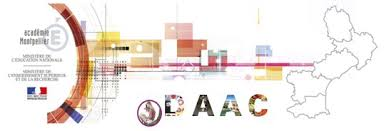 académie
Montpellier
MINISTÈRE DE
L'ÉDUCATION NATIONALE
MINISTÈRE DE
L'ENSEIGNEMENT SUPÉRIEUR
ET DE LA RECHERCHE
DAAC